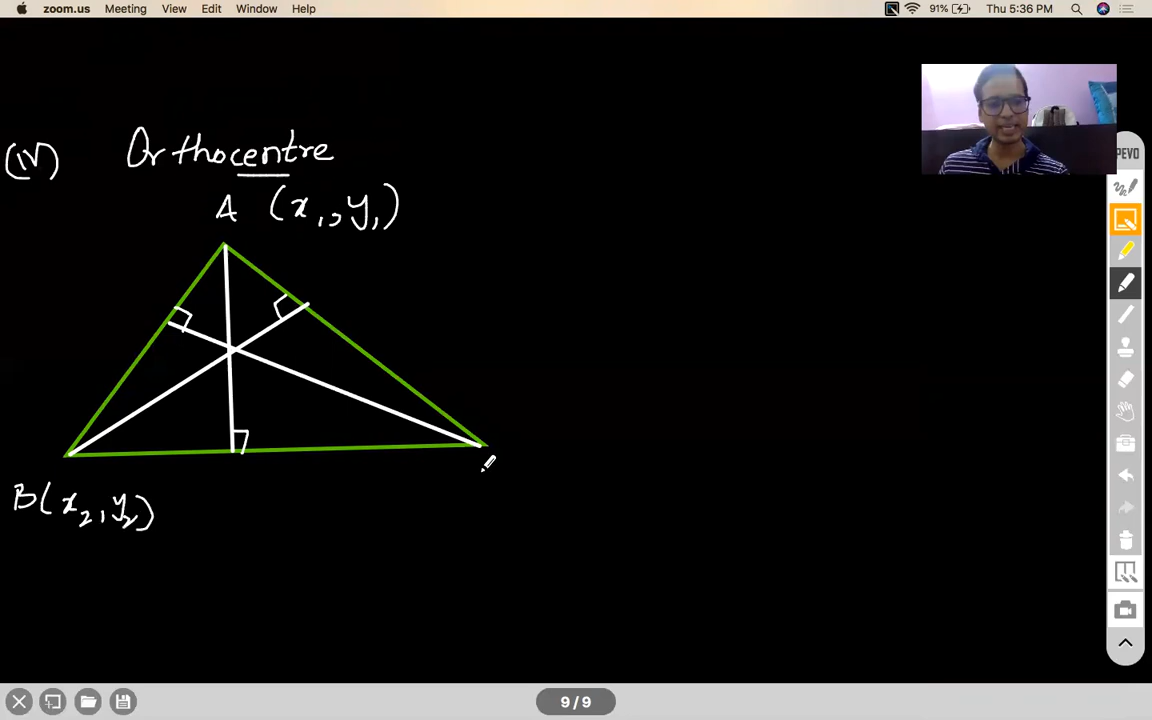 zoom.us Meeting View Edit Window Help 91% Thu 5:36 PM
(IV) Orthocentre
A (x₁, y₁)
B(x₂, y₂)
9 / 9